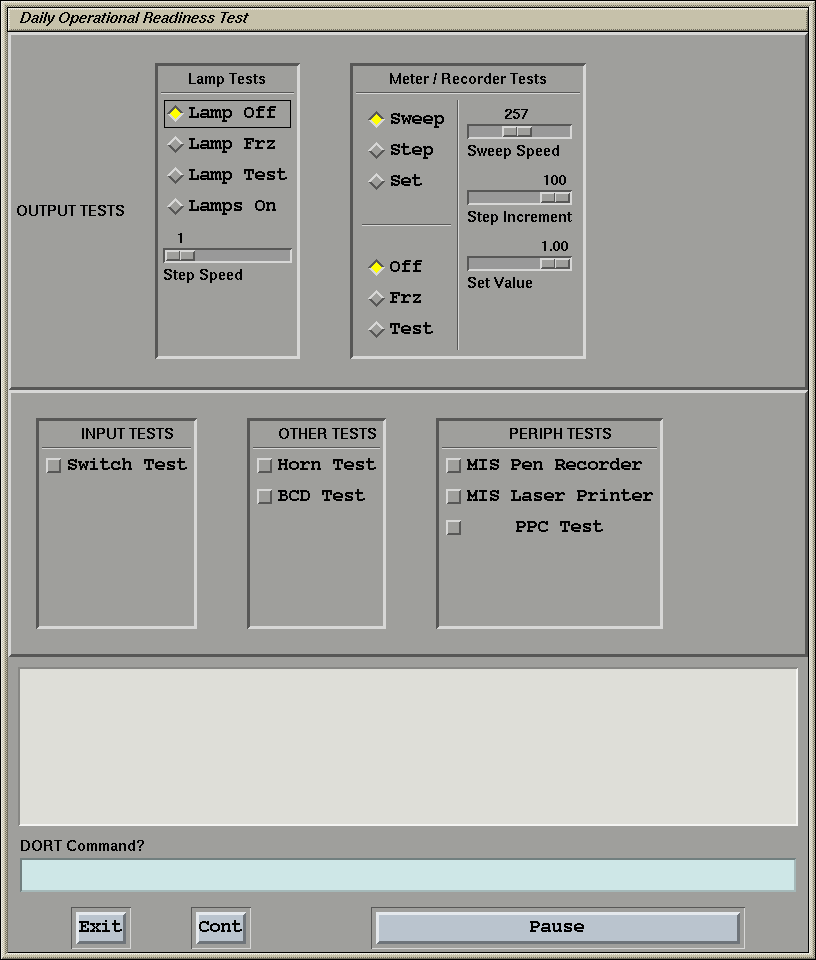 Daily Operational Readiness Test
OUTPUT TESTS
Lamp Tests
Lamp Off
Lamp Frz
Lamp Test
Lamps On
1
Step Speed
Meter / Recorder Tests
Sweep
Step
Set
Off
Frz
Test
257
Sweep Speed
100
Step Increment
1.00
Set Value
INPUT TESTS
Switch Test
OTHER TESTS
Horn Test
BCD Test
PERIPH TESTS
MIS Pen Recorder
MIS Laser Printer
PPC Test
DORT Command?
Exit
Cont
Pause